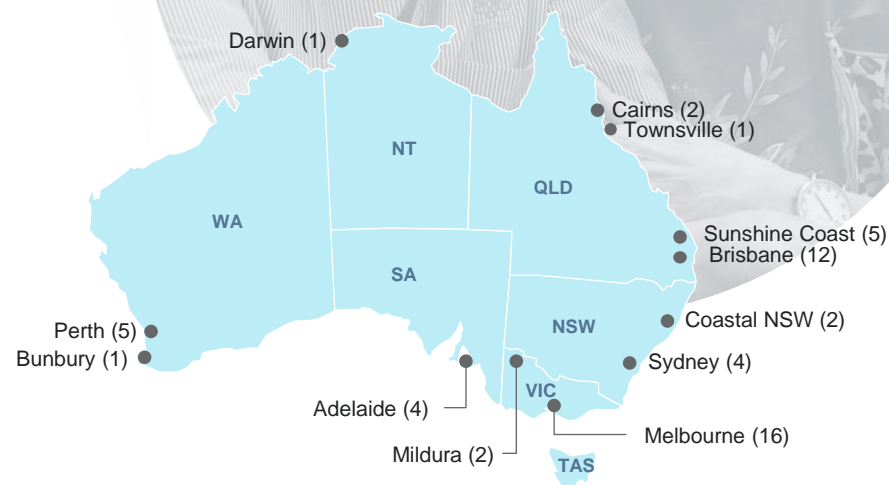 Darwin (1)
Cairns (2)
Townsville (1)
NT
QLD
WA
Sunshine Coast (5)
Brisbane (12)
SA
Coastal NSW (2)
NSW
Perth (5)
Bunbury (1)
Sydney (4)
VIC
Adelaide (4)
Melbourne (16)
Mildura (2)
TAS